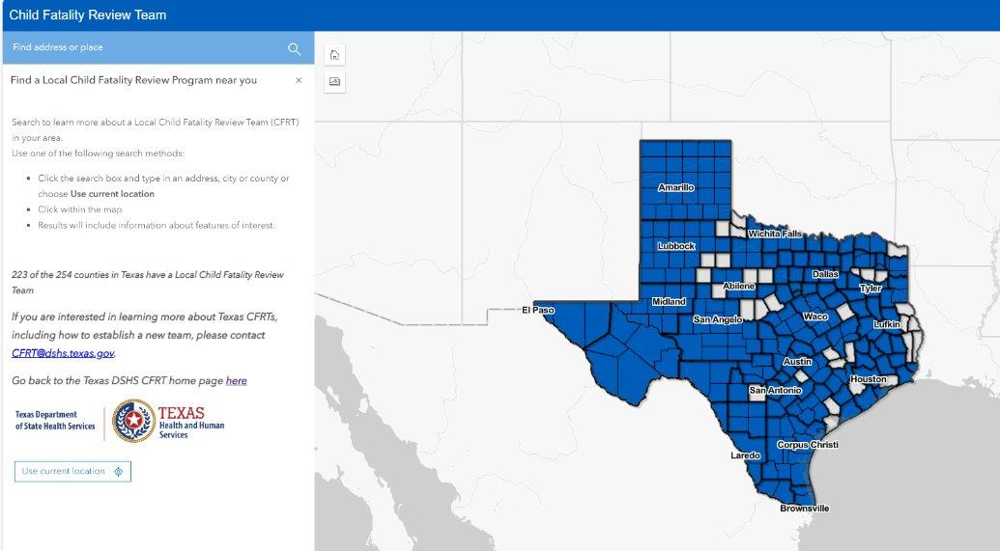 Child Fatality Review Team
Find address or place
Find a Local Child Fatality Review Program near you
×
Search to learn more about a Local Child Fatality Review Team (CFRT)
in your area.
Use one of the following search methods:
• Click the search box and type in an address, city or county or
choose Use current location
• Click within the map
• Results will include information about features of interest.
223 of the 254 counties in Texas have a Local Child Fatality Review
Team
If you are interested in learning more about Texas CFRTs,
including how to establish a new team, please contact
CFRT@dshs.texas.gov.
Go back to the Texas DSHS CFRT home page here
Texas Department
of State Health Services
TEXAS
Health and Human
Services
Use current location
Amarillo
Wichita Falls
Lubbock
Dallas
Abilene
Tyler
Midland
El Paso
San Angelo
Waco
Lufkin
Austin
Houston
San Antonio
Corpus Christi
Laredo
Brownsville